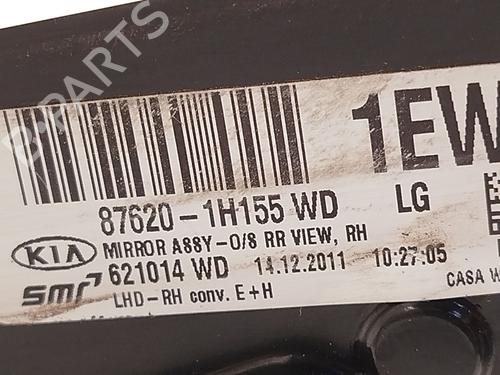 B-PARTS
1EW
87620-1H155 WD LG
KIA
MIRROR ASSY-O/S RR VIEW, RH
smr 621014 WD 14.12.2011 10:27:05
LHD-RH conv. E+H
CASA W